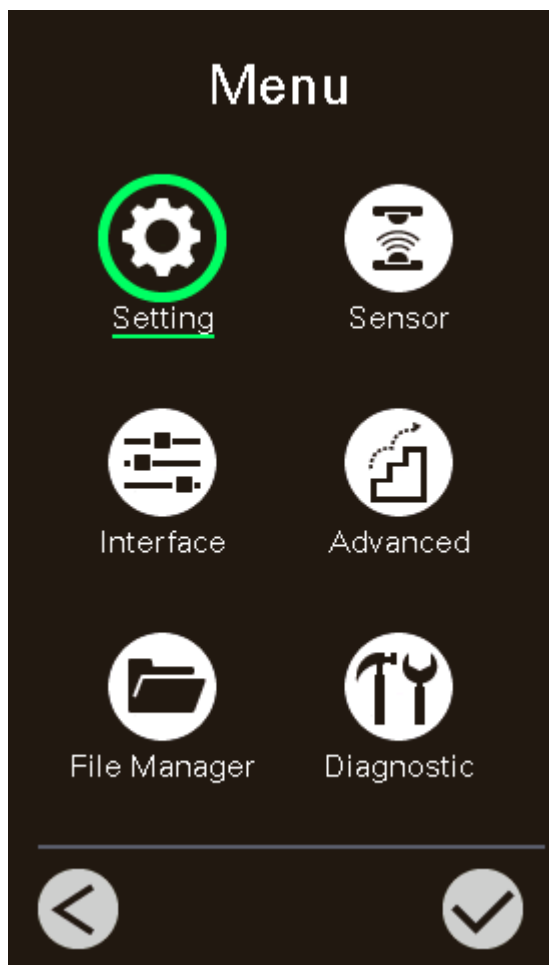 Menu
Setting
Sensor
Interface
Advanced
File Manager
Diagnostic